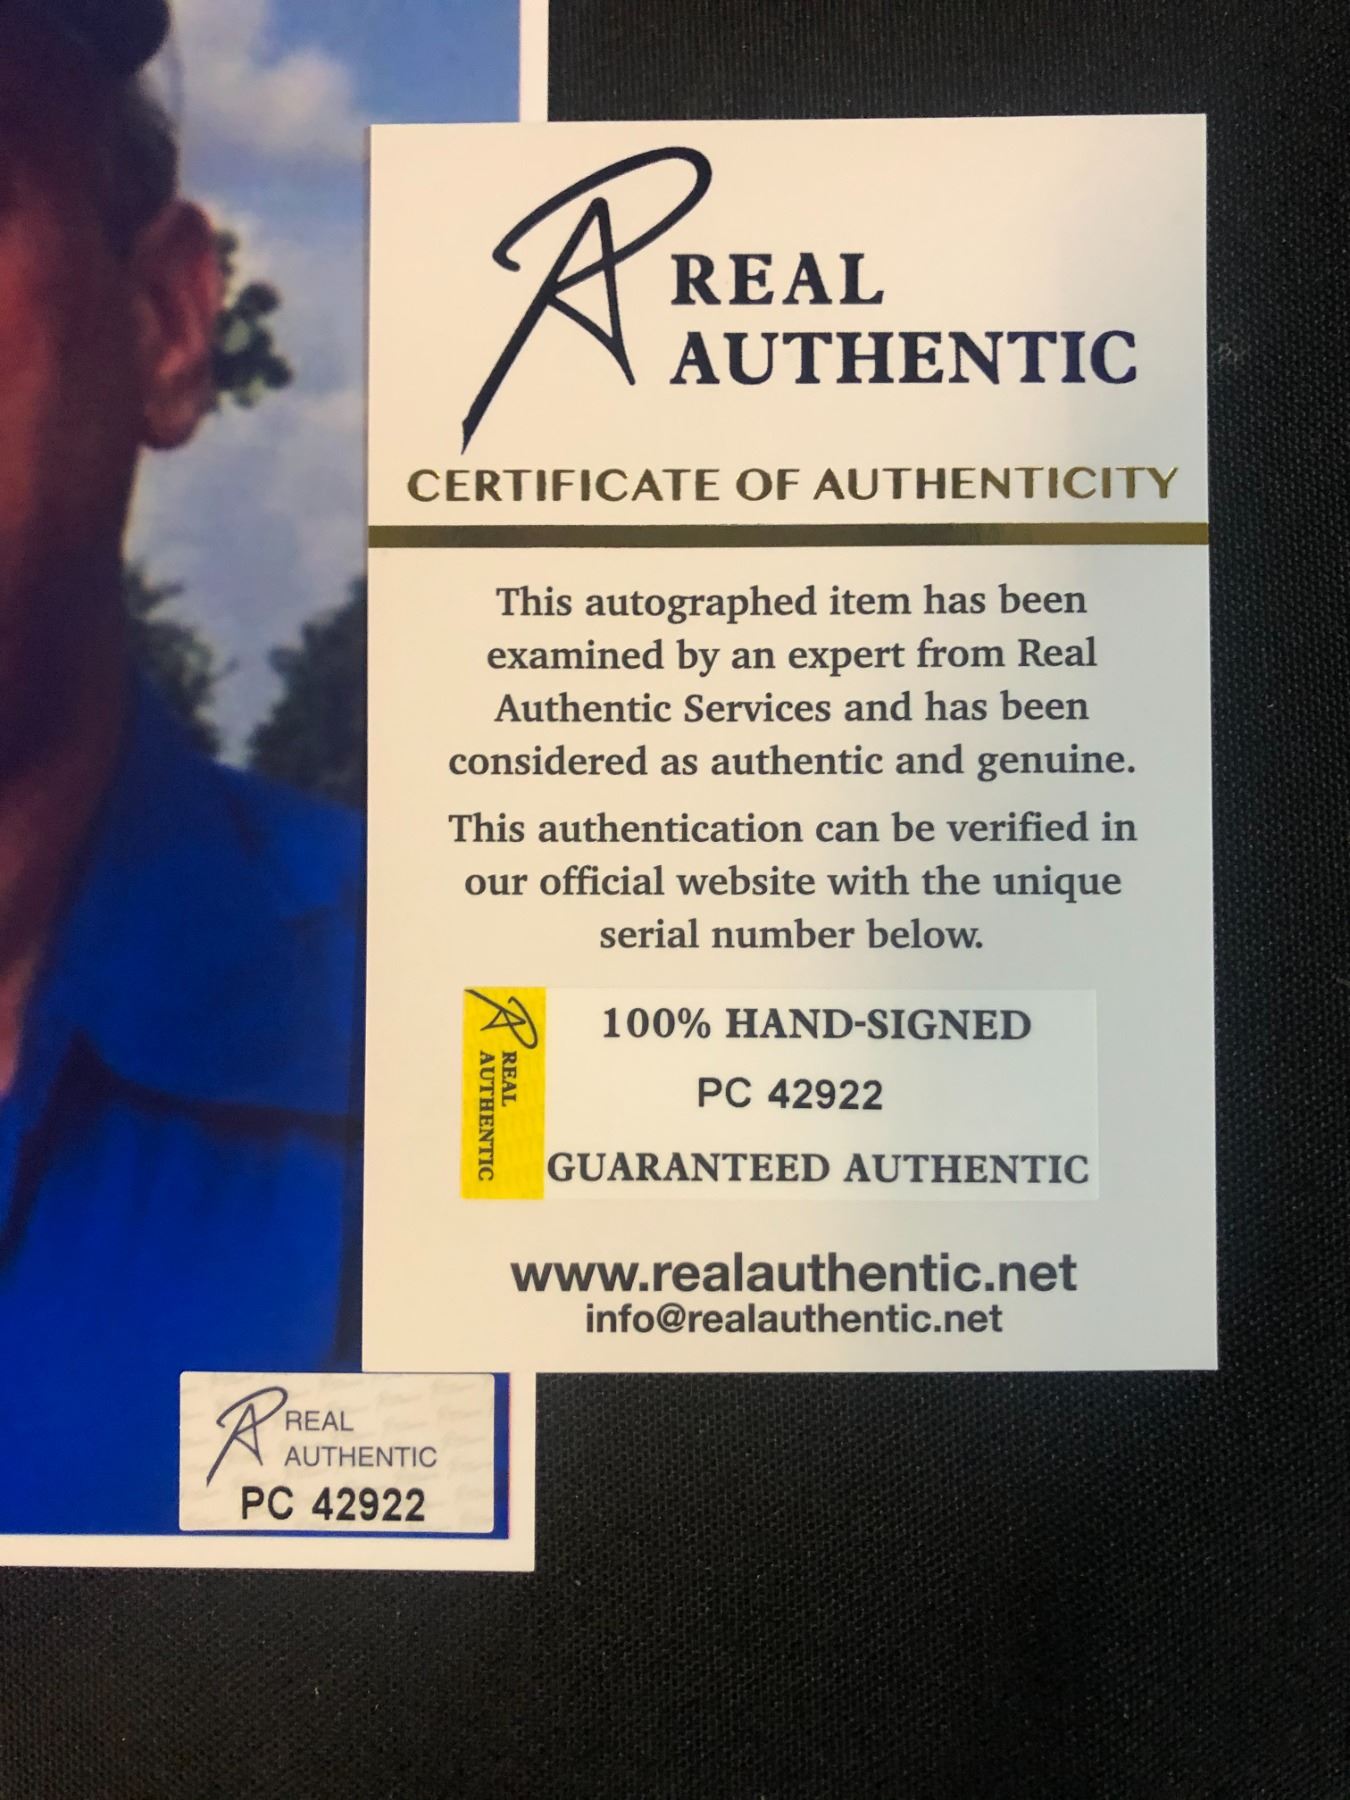 REAL
AUTHENTIC
CERTIFICATE OF AUTHENTICITY
This autographed item has been
examined by an expert from Real
Authentic Services and has been
considered as authentic and genuine.
This authentication can be verified in
our official website with the unique
serial number below.
REAL
AUTHENTIC
100% HAND-SIGNED
PC 42922
GUARANTEED AUTHENTIC
www.realauthentic.net
info@realauthentic.net
REAL
AUTHENTIC
PC 42922